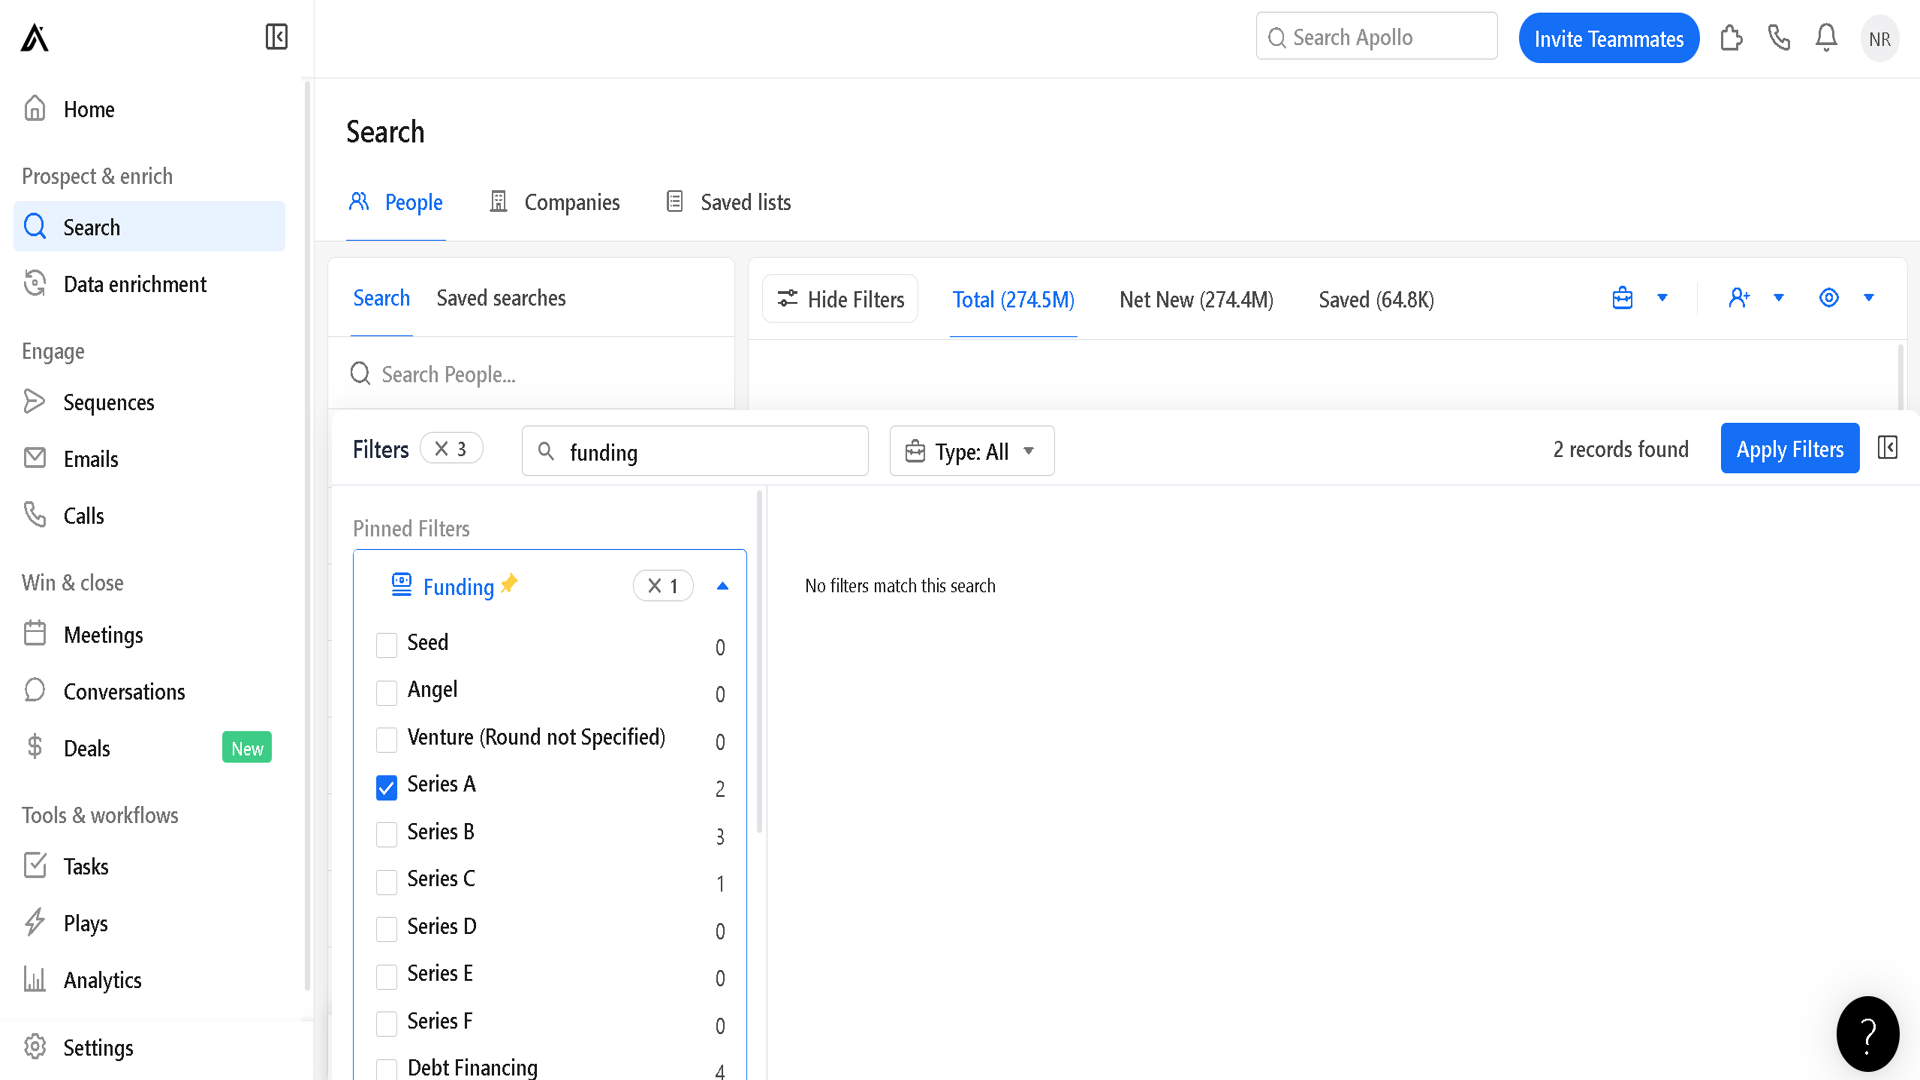 Search Apollo
Invite Teammates
NR
Home
Prospect & enrich
Search
Data enrichment
Engage
Sequences
Emails
Calls
Win & close
Meetings
Conversations
Deals
New
Tools & workflows
Tasks
Plays
Analytics
Settings
Search
People
Companies
Saved lists
Search
Saved searches
Search People...
Hide Filters
Total (274.5M)
Net New (274.4M)
Saved (64.8K)
Filters
3
funding
Type: All
2 records found
Apply Filters
Pinned Filters
Funding
1
Seed 0
Angel 0
Venture (Round not Specified) 0
Series A 2
Series B 3
Series C 1
Series D 0
Series E 0
Series F 0
Debt Financing 4
No filters match this search
?